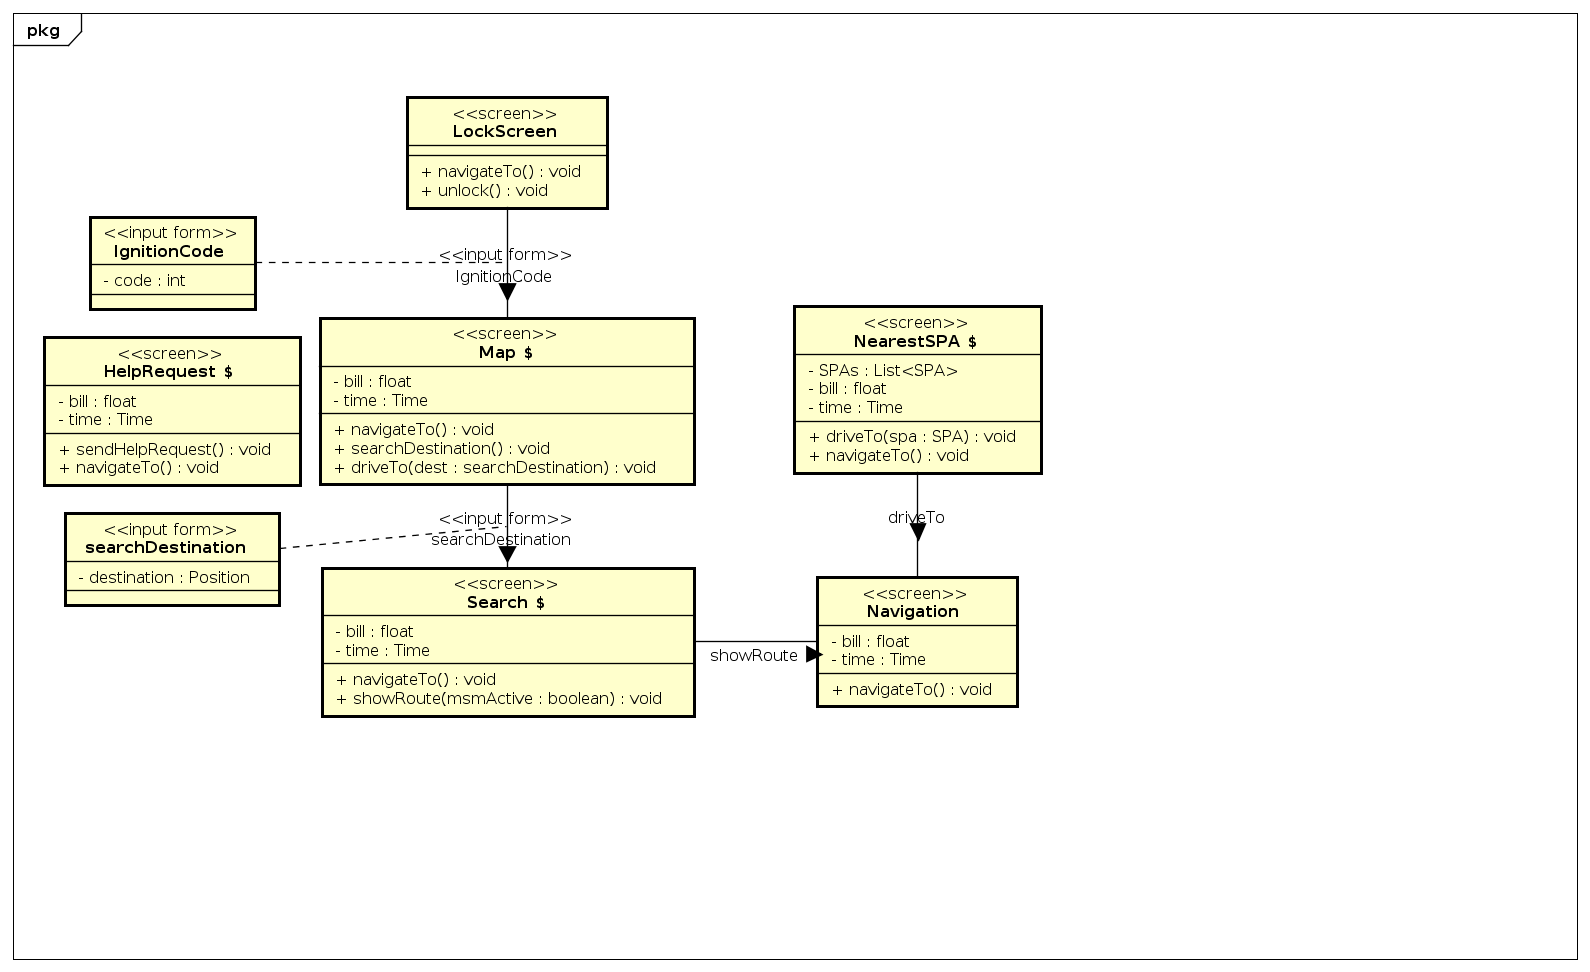 pkg
<<screen>>
LockScreen
+ navigateTo() : void
+ unlock() : void
<<input form>>
IgnitionCode
- code : int
<<input form>>
IgnitionCode
<<screen>>
HelpRequest $
- bill : float
- time : Time
+ sendHelpRequest() : void
+ navigateTo() : void
<<screen>>
Map $
- bill : float
- time : Time
+ navigateTo() : void
+ searchDestination() : void
+ driveTo(dest : searchDestination) : void
<<screen>>
NearestSPA $
- SPAs : List<SPA>
- bill : float
- time : Time
+ driveTo(spa : SPA) : void
+ navigateTo() : void
<<input form>>
searchDestination
- destination : Position
<<input form>>
searchDestination
driveTo
<<screen>>
Search $
- bill : float
- time : Time
+ navigateTo() : void
+ showRoute(msmActive : boolean) : void
showRoute
<<screen>>
Navigation
- bill : float
- time : Time
+ navigateTo() : void